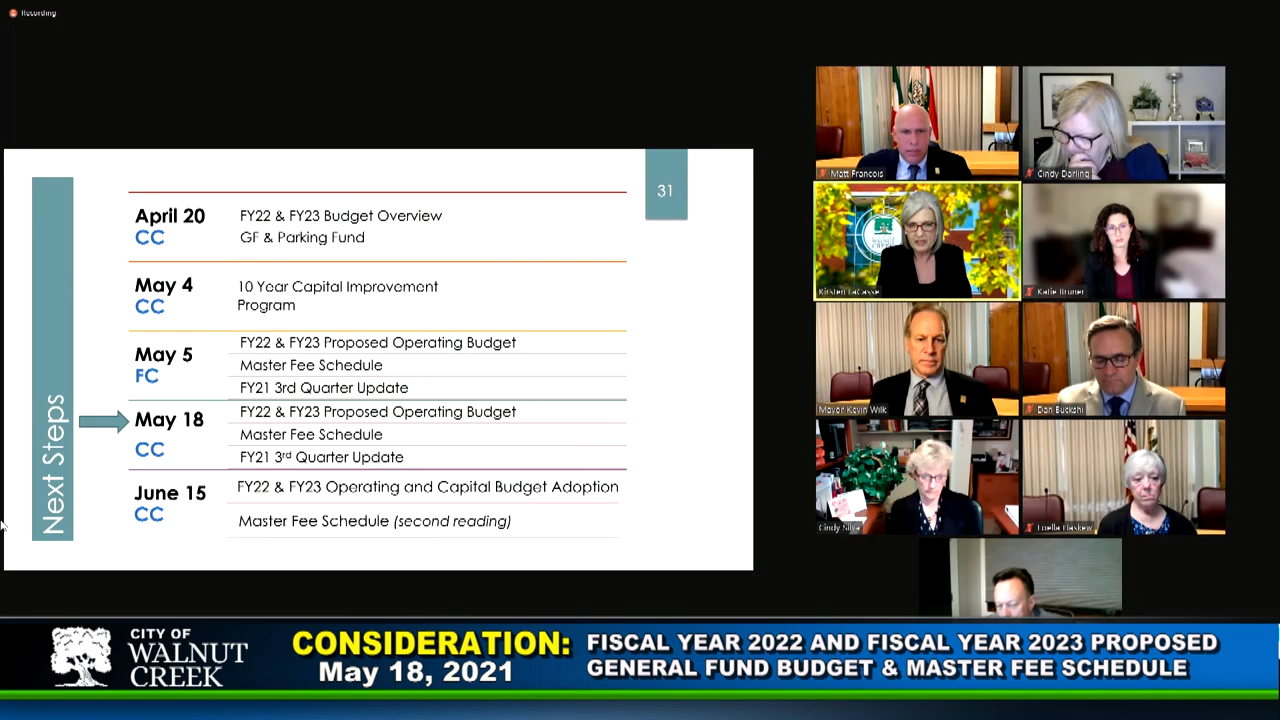 Recording
31
Next Steps
April 20
CC
FY22 & FY23 Budget Overview
GF & Parking Fund
May 4
CC
10 Year Capital Improvement
Program
May 5
FC
FY22 & FY23 Proposed Operating Budget
Master Fee Schedule
FY21 3rd Quarter Update
May 18
CC
FY22 & FY23 Proposed Operating Budget
Master Fee Schedule
FY21 3rd Quarter Update
June 15
CC
FY22 & FY23 Operating and Capital Budget Adoption
Master Fee Schedule (second reading)
Matt Francois
Cindy Darling
WALNUT
CREEK
Kirsten LaCasse
Katie Bruner
Mayor Kevin Wilk
Dan Buckshi
Cindy Silva
Loella Haskew
CITY OF
WALNUT
CREEK
CONSIDERATION:
May 18, 2021
FISCAL YEAR 2022 AND FISCAL YEAR 2023 PROPOSED
GENERAL FUND BUDGET & MASTER FEE SCHEDULE